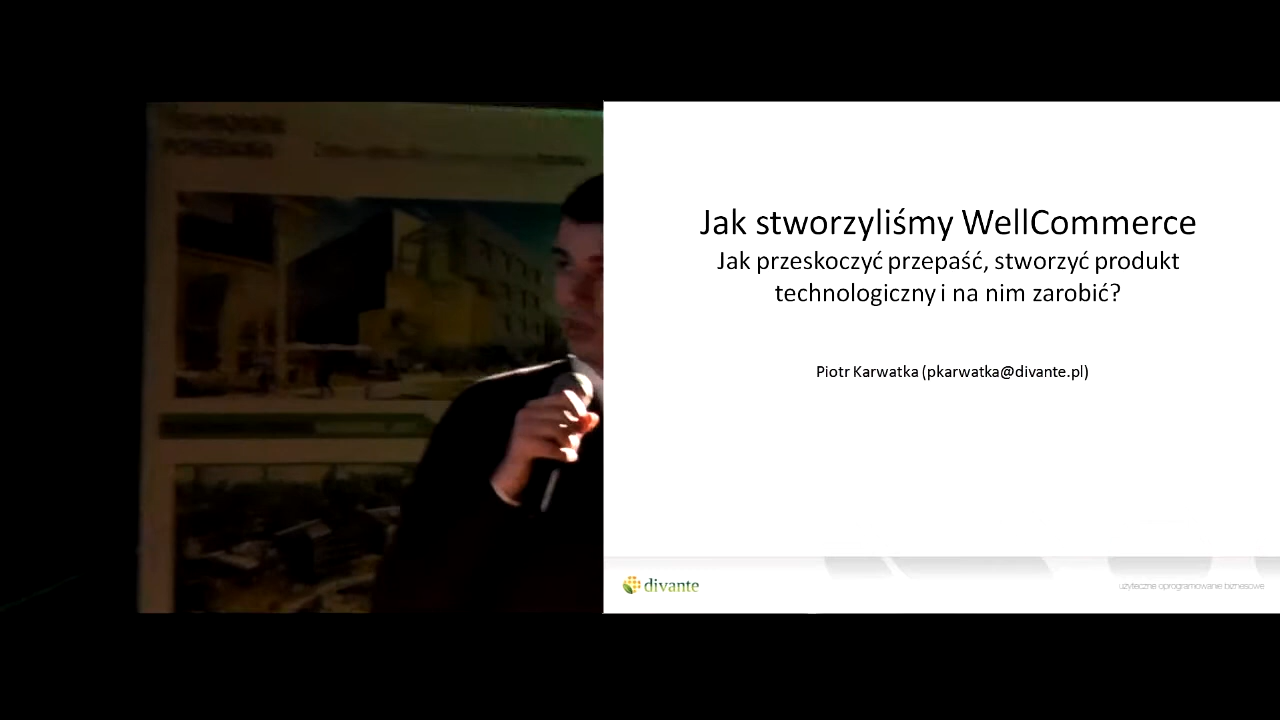 Jak stworzyliśmy WellCommerce
Jak przeskoczyć przepaść, stworzyć produkt
technologiczny i na nim zarobić?
Piotr Karwatka (pkarwatka@divante.pl)
divante
użyteczne oprogramowanie biznesowe